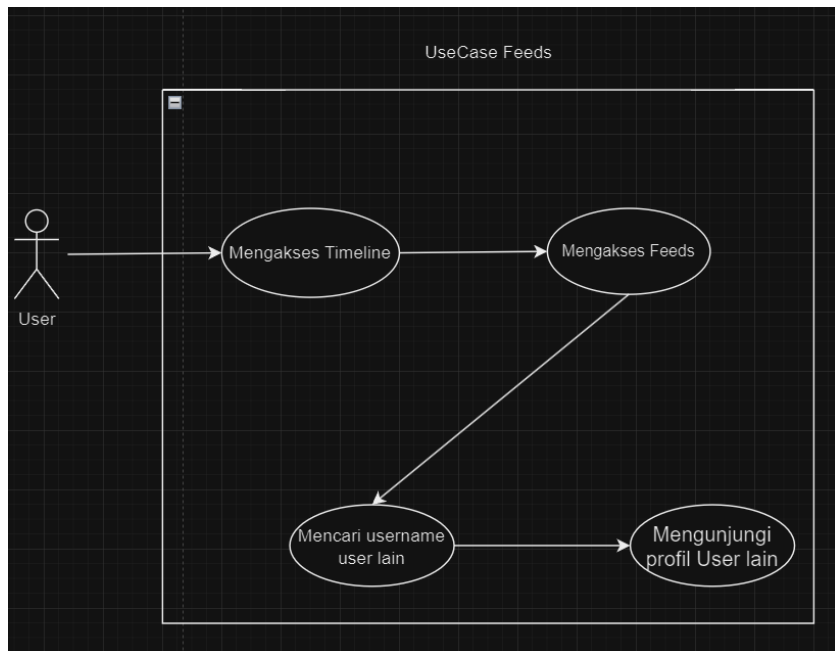 UseCase Feeds
Mengakses Timeline
Mengakses Feeds
User
Mencari username
user lain
Mengunjungi
profil User lain